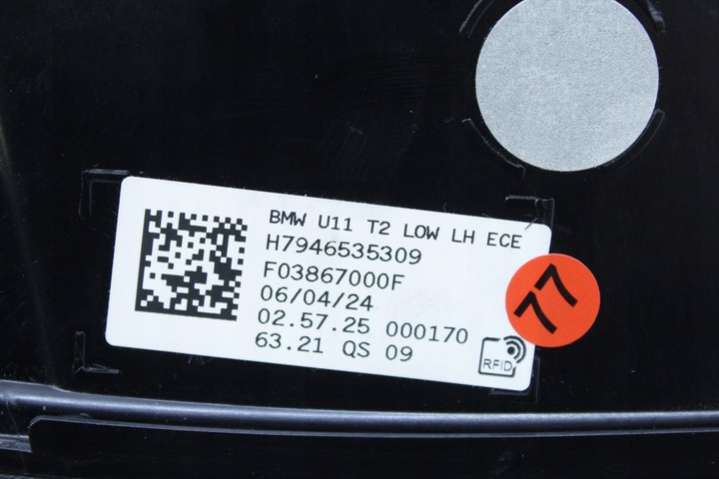 BMW U11 T2 LOW LH ECE
H7946535309
F03867000F
06/04/24
02.57.25 000170
63.21 QS 09
RFID
77